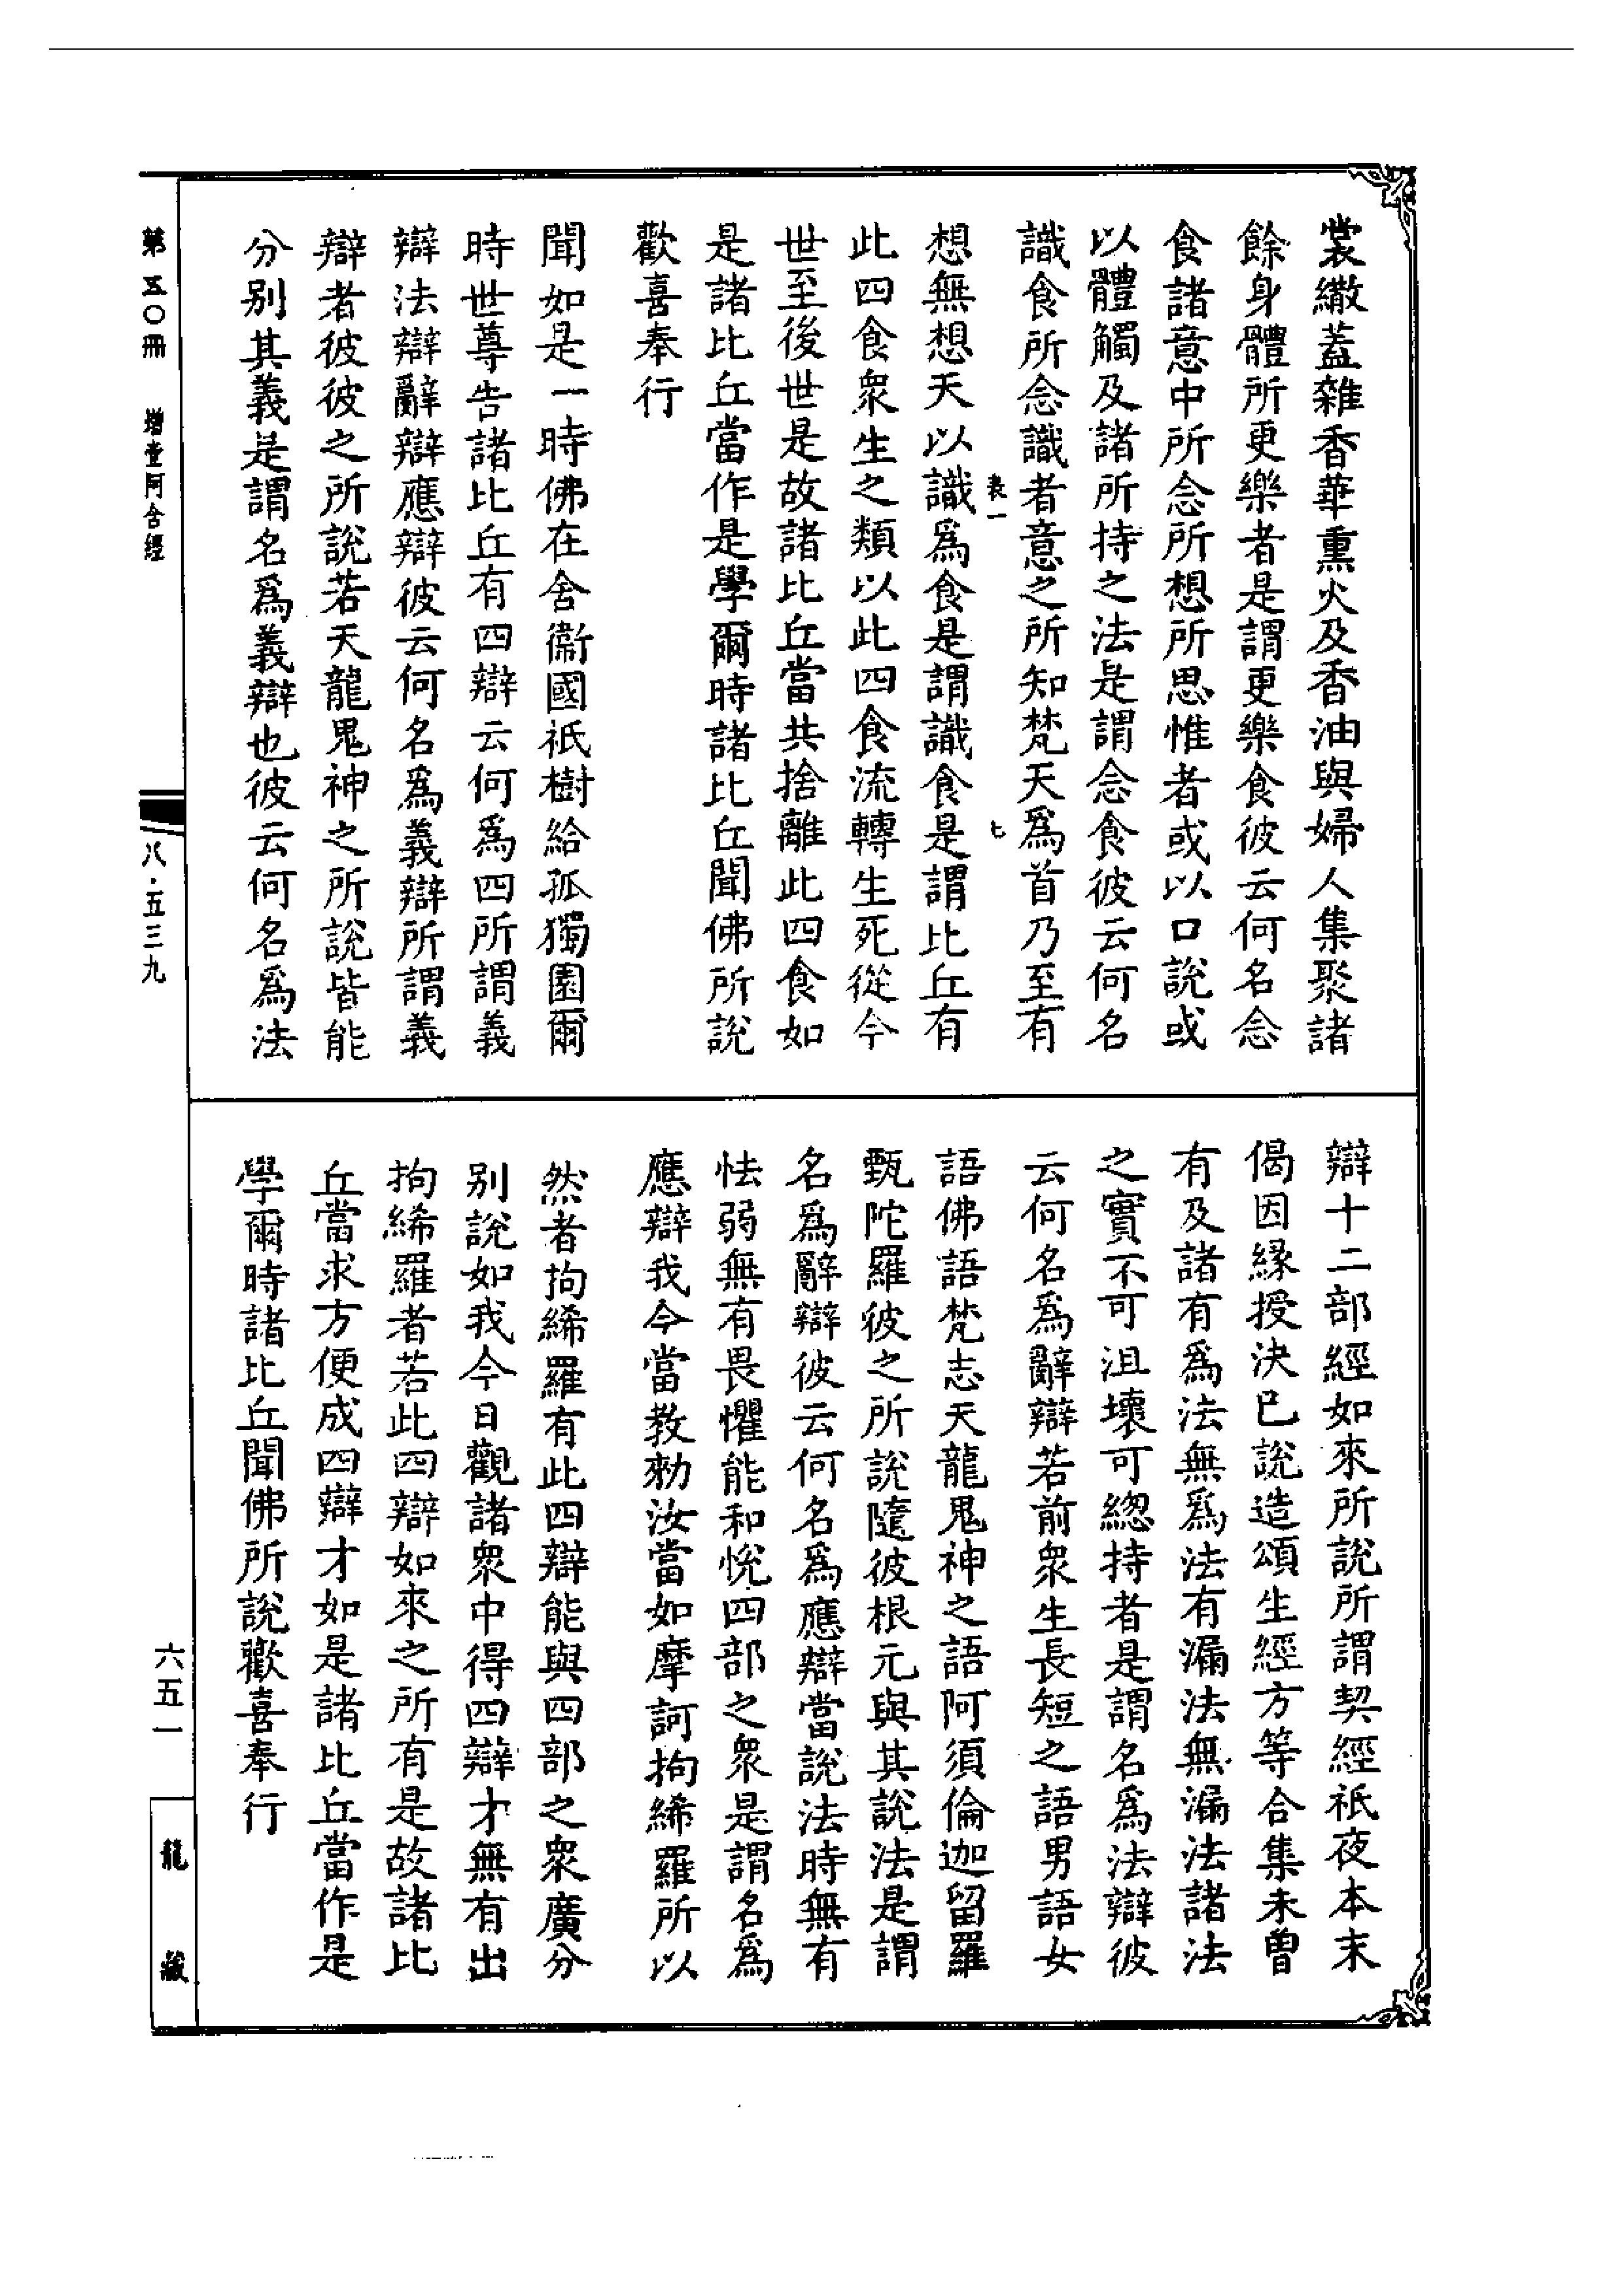 裳繖蓋雜香華熏火及香油與婦人集聚諸
餘身體所更樂者是謂更樂食彼云何名念
食諸意中所念所想所思惟者或以口說或
以體觸及諸所持之法是謂念食彼云何名
識食所念識者意之所知梵天爲首乃至有
表一 七
想無想天以識爲食是謂識食是謂比丘有
此四食衆生之類以此四食流轉生死從今
世至後世是故諸比丘當共捨離此四食如
是諸比丘當作是學爾時諸比丘聞佛所說
歡喜奉行
聞如是一時佛在舍衞國祇樹給孤獨園爾
時世尊告諸比丘有四辯云何爲四所謂義
辯法辯辭辯應辯彼云何名爲義辯所謂義
辯者彼彼之所說若天龍鬼神之所說皆能
分別其義是謂名爲義辯也彼云何名爲法
辯十二部經如來所說所謂契經祇夜本末
偈因緣授決已說造頌生經方等合集未曾
有及諸有爲法無爲法有漏法無漏法諸法
之實不可沮壞可總持者是謂名爲法辯彼
云何名爲辭辯若前衆生長短之語男語女
語佛語梵志天龍鬼神之語阿須倫迦留羅
甄陀羅彼之所說隨彼根元與其說法是謂
名爲辭辯彼云何名爲應辯當說法時無有
怯弱無有畏懼能和悅四部之衆是謂名爲
應辯我今當教勑汝當如摩訶拘絺羅所以
然者拘絺羅有此四辯能與四部之衆廣分
別說如我今日觀諸衆中得四辯才無有出
拘絺羅者若此四辯如來之所有是故諸比
丘當求方便成四辯才如是諸比丘當作是
學爾時諸比丘聞佛所說歡喜奉行
第五〇冊 增壹阿含經
八·五三九
六五一
龍藏